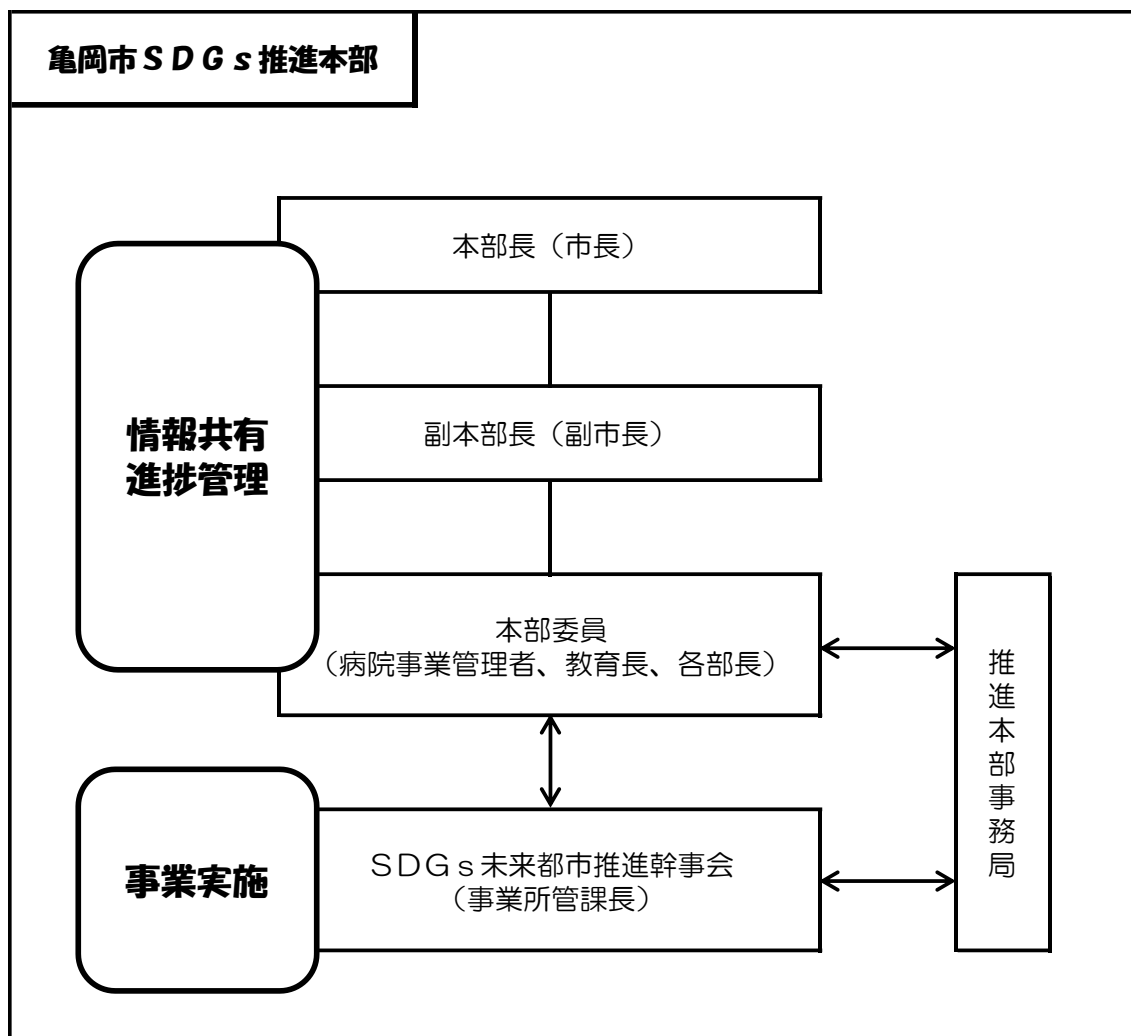 亀岡市ＳＤＧｓ推進本部
本部長（市長）
情報共有
進捗管理
副本部長（副市長）
本部委員
（病院事業管理者、教育長、各部長）
推進本部事務局
事業実施
ＳＤＧｓ未来都市推進幹事会
（事業所管課長）